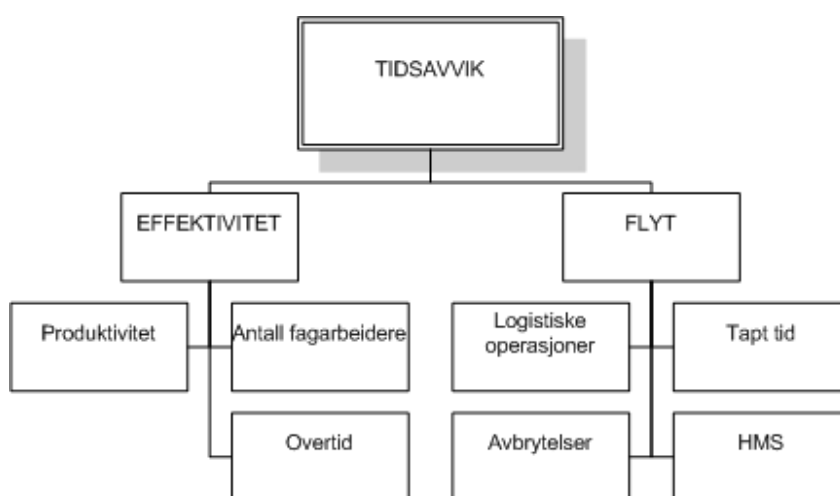 TIDSAVVIK
EFFEKTIVITET
FLYT
Produktivitet
Antall fagarbeidere
Logistiske
operasjoner
Tapt tid
Overtid
Avbrytelser
HMS